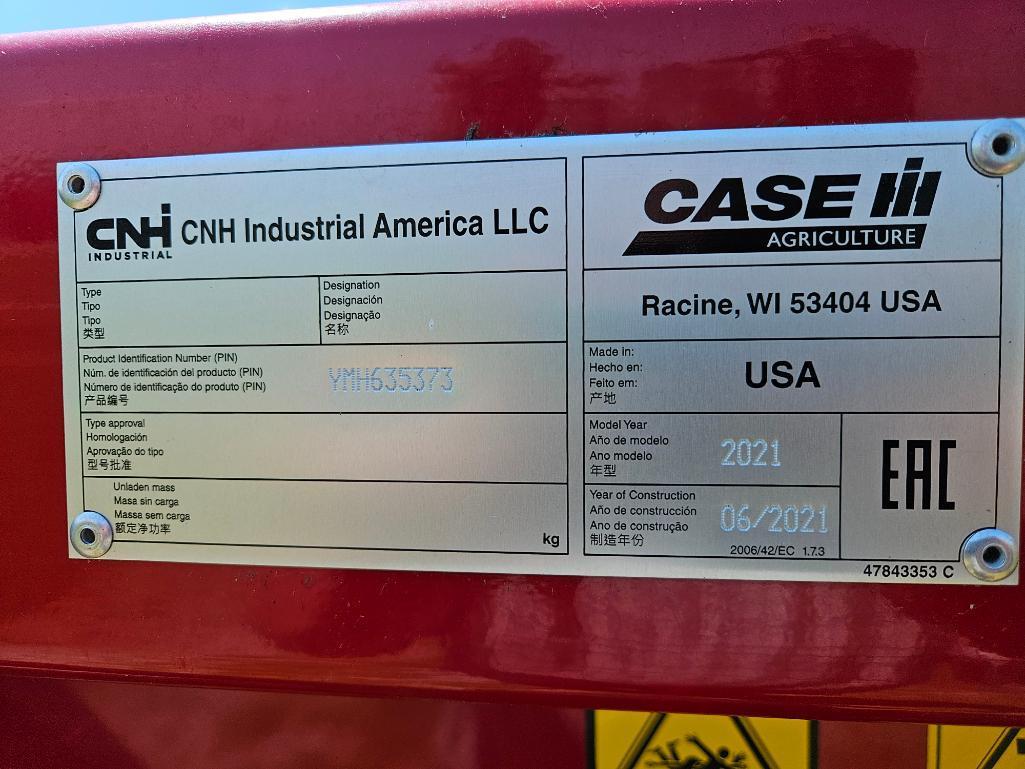 CNH INDUSTRIAL
CNH Industrial America LLC
Type
Tipo
Tipo
类型
Designation
Designación
Designação
名称
Product Identification Number (PIN)
Núm. de identificación del producto (PIN)
Número de identificação do produto (PIN)
产品编号
YMH635373
Type approval
Homologación
Aprovação do tipo
型号批准
Unladen mass
Masa sin carga
Massa sem carga
额定净功率
kg
CASE IH
AGRICULTURE
Racine, WI 53404 USA
Made in:
Hecho en:
Feito em:
产地
USA
Model Year
Año de modelo
Ano modelo
年型
2021
Year of Construction
Año de construcción
Ano de construção
制造年份
06/2021
2006/42/EC 1.7.3
EAC
47843353 C